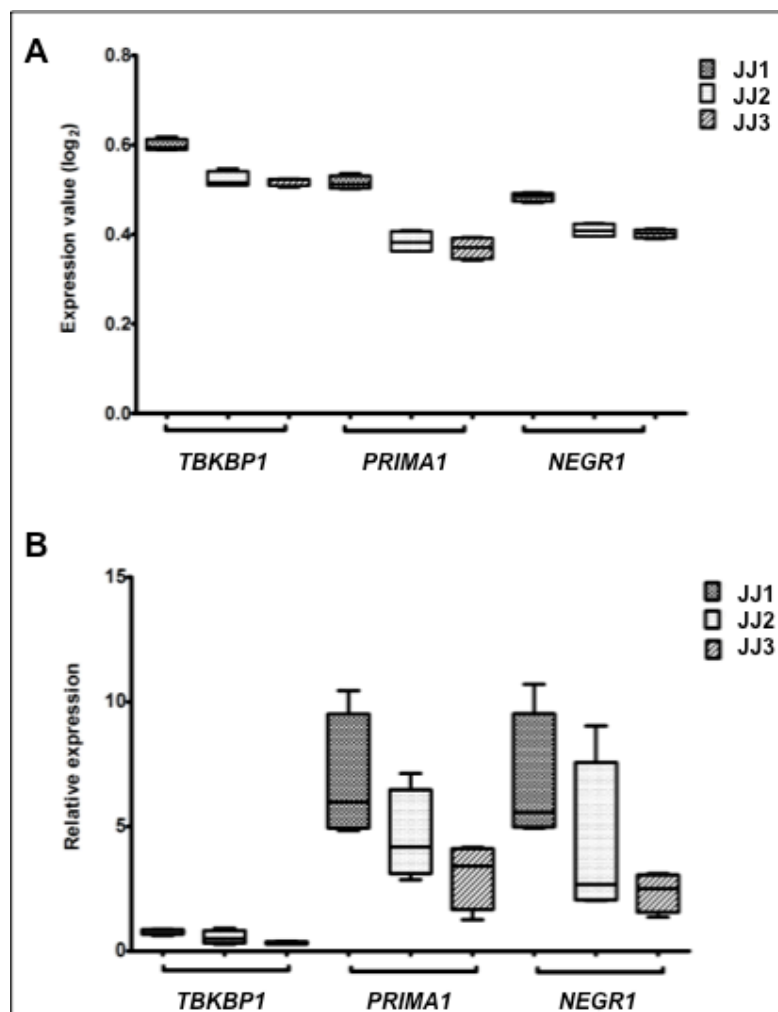 A
Expression value (log₂)
0.8
0.6
0.4
0.2
0.0
JJ1
JJ2
JJ3
TBKBP1 PRIMA1 NEGR1
B
Relative expression
15
10
5
0
JJ1
JJ2
JJ3
TBKBP1 PRIMA1 NEGR1